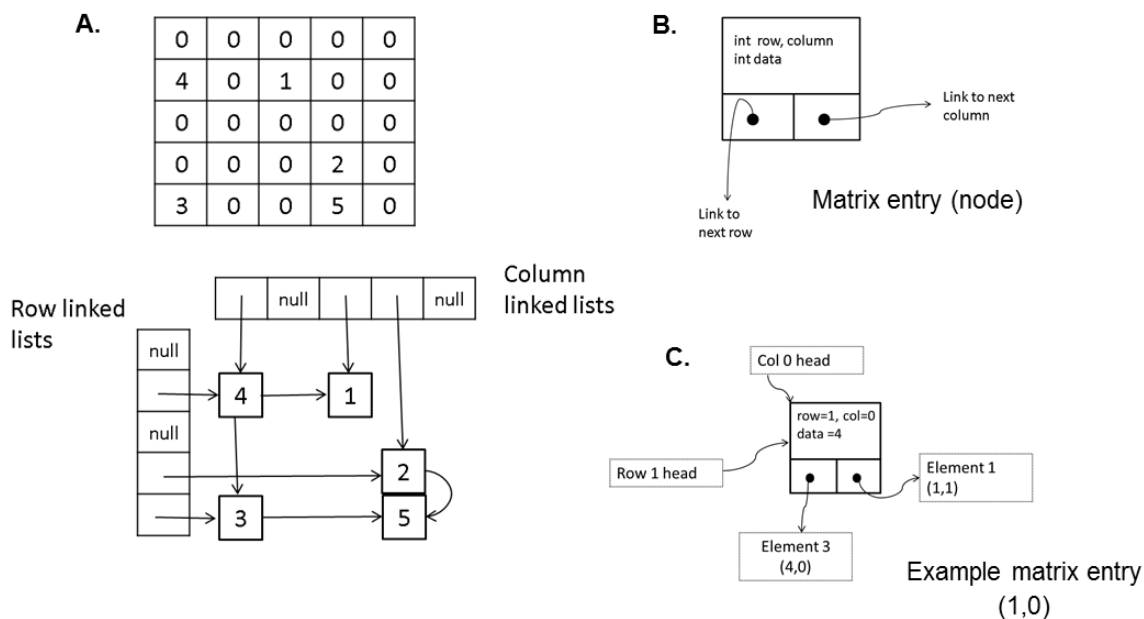 A.
0 0 0 0 0
4 0 1 0 0
0 0 0 0 0
0 0 0 2 0
3 0 0 5 0
Row linked
lists
Column
linked lists
null null
null
4 1
null
2
3 5
B.
int row, column
int data
Link to next
column
Link to
next row
Matrix entry (node)
C.
Col 0 head
row=1, col=0
data =4
Row 1 head
Element 1
(1,1)
Element 3
(4,0)
Example matrix entry
(1,0)